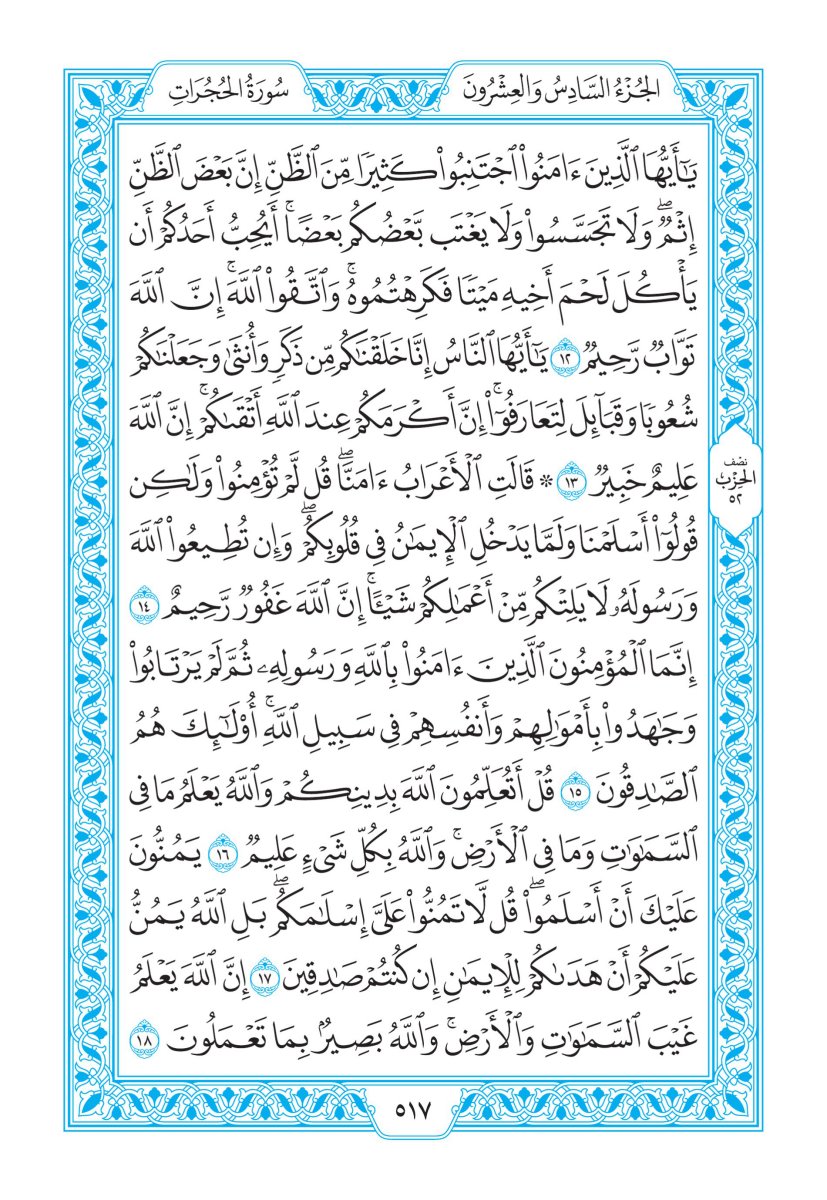 الجُزْءُ السَّادِسُ وَالعِشْرُونَ
سُورَةُ الحُجُرَاتِ
يَٰٓأَيُّهَا ٱلَّذِينَ ءَامَنُوا۟ ٱجْتَنِبُوا۟ كَثِيرًا مِّنَ ٱلظَّنِّ إِنَّ بَعْضَ ٱلظَّنِّ
إِثْمٌ ۖ وَلَا تَجَسَّسُوا۟ وَلَا يَغْتَب بَّعْضُكُم بَعْضًا ۚ أَيُحِبُّ أَحَدُكُمْ أَن
يَأْكُلَ لَحْمَ أَخِيهِ مَيْتًا فَكَرِهْتُمُوهُ ۚ وَٱتَّقُوا۟ ٱللَّهَ ۚ إِنَّ ٱللَّهَ
تَوَّابٌ رَّحِيمٌ ١٢ يَٰٓأَيُّهَا ٱلنَّاسُ إِنَّا خَلَقْنَٰكُم مِّن ذَكَرٍ وَأُنثَىٰ وَجَعَلْنَٰكُمْ
شُعُوبًا وَقَبَآئِلَ لِتَعَارَفُوٓا۟ ۚ إِنَّ أَكْرَمَكُمْ عِندَ ٱللَّهِ أَتْقَىٰكُمْ ۚ إِنَّ ٱللَّهَ
عَلِيمٌ خَبِيرٌ ١٣ * قَالَتِ ٱلْأَعْرَابُ ءَامَنَّا ۖ قُل لَّمْ تُؤْمِنُوا۟ وَلَٰكِن
قُولُوٓا۟ أَسْلَمْنَا وَلَمَّا يَدْخُلِ ٱلْإِيمَٰنُ فِى قُلُوبِكُمْ ۖ وَإِن تُطِيعُوا۟ ٱللَّهَ
وَرَسُولَهُۥ لَا يَلِتْكُم مِّنْ أَعْمَٰلِكُمْ شَيْـًٔا ۚ إِنَّ ٱللَّهَ غَفُورٌ رَّحِيمٌ ١٤
إِنَّمَا ٱلْمُؤْمِنُونَ ٱلَّذِينَ ءَامَنُوا۟ بِٱللَّهِ وَرَسُولِهِۦ ثُمَّ لَمْ يَرْتَابُوا۟
وَجَٰهَدُوا۟ بِأَمْوَٰلِهِمْ وَأَنفُسِهِمْ فِى سَبِيلِ ٱللَّهِ ۚ أُو۟لَٰٓئِكَ هُمُ
ٱلصَّٰدِقُونَ ١٥ قُلْ أَتُعَلِّمُونَ ٱللَّهَ بِدِينِكُمْ وَٱللَّهُ يَعْلَمُ مَا فِى
ٱلسَّمَٰوَٰتِ وَمَا فِى ٱلْأَرْضِ ۚ وَٱللَّهُ بِكُلِّ شَىْءٍ عَلِيمٌ ١٦ يَمُنُّونَ
عَلَيْكَ أَنْ أَسْلَمُوا۟ ۖ قُل لَّا تَمُنُّوا۟ عَلَىَّ إِسْلَٰمَكُم ۖ بَلِ ٱللَّهُ يَمُنُّ
عَلَيْكُمْ أَنْ هَدَىٰكُمْ لِلْإِيمَٰنِ إِن كُنتُمْ صَٰدِقِينَ ١٧ إِنَّ ٱللَّهَ يَعْلَمُ
غَيْبَ ٱلسَّمَٰوَٰتِ وَٱلْأَرْضِ ۚ وَٱللَّهُ بَصِيرٌۢ بِمَا تَعْمَلُونَ ١٨
نصف
الحِزْب
٥٢
٥١٧